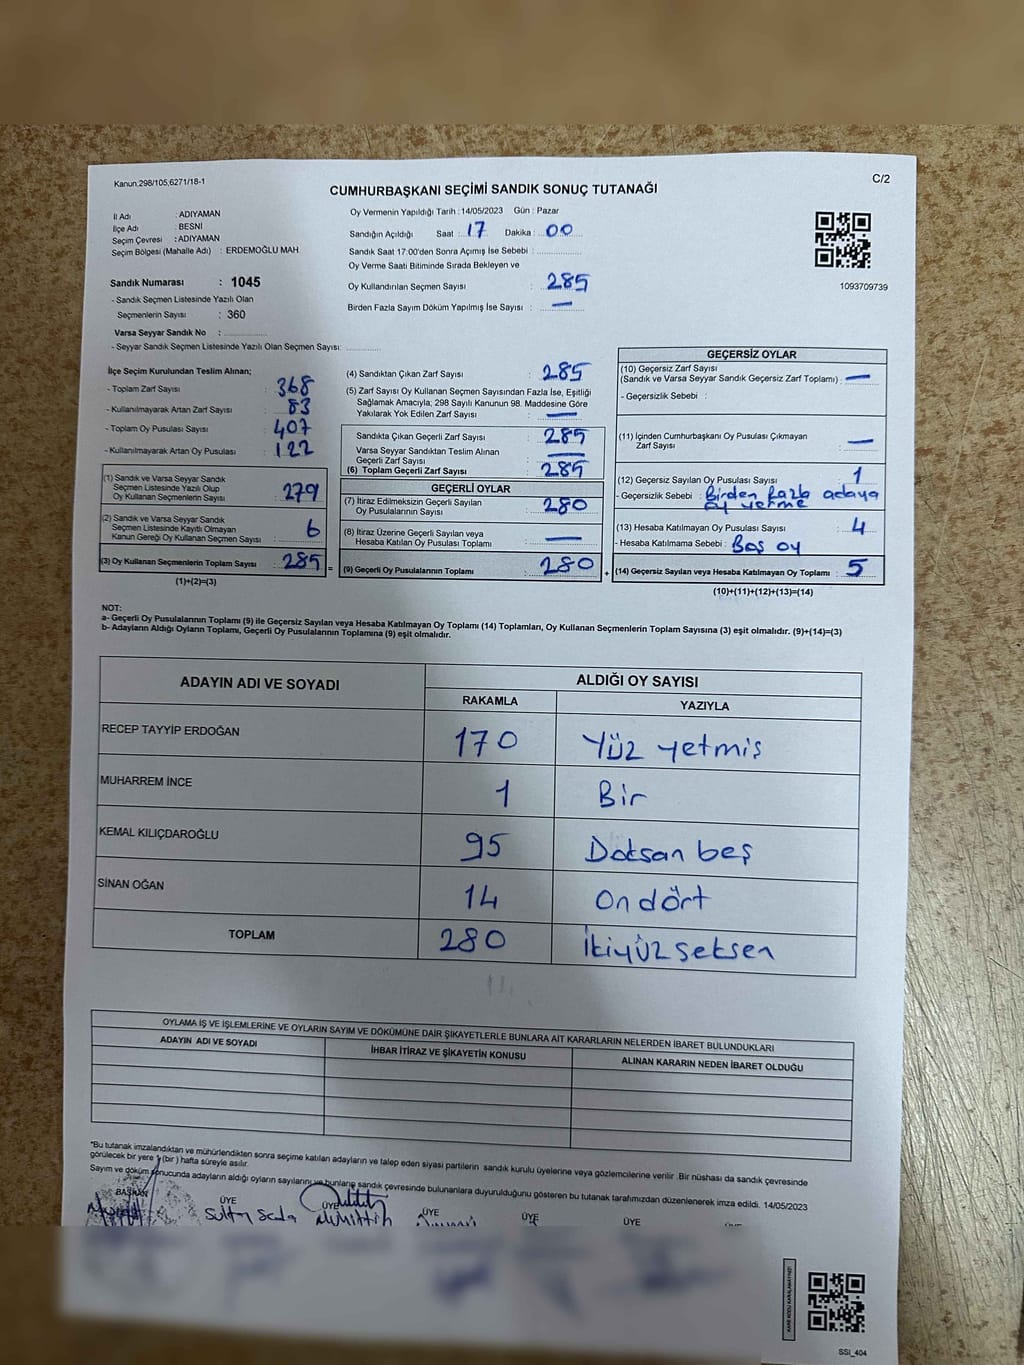 Kanun.298/105,6271/18-1
C/2
CUMHURBAŞKANI SEÇİMİ SANDIK SONUÇ TUTANAĞI
İl Adı : ADIYAMAN
İlçe Adı : BESNİ
Seçim Çevresi : ADIYAMAN
Seçim Bölgesi (Mahalle Adı) : ERDEMOĞLU MAH.
Sandık Numarası : 1045
- Sandık Seçmen Listesinde Yazılı Olan
Seçmenlerin Sayısı : 360
Varsa Seyyar Sandık No :
- Seyyar Sandık Seçmen Listesinde Yazılı Olan Seçmen Sayısı:
Oy Vermenin Yapıldığı Tarih : 14/05/2023 Gün : Pazar
Sandığın Açıldığı Saat : 17 Dakika : 00
Sandık Saat 17:00'den Sonra Açımış İse Sebebi :
Oy Verme Saati Bitiminde Sırada Bekleyen ve
Oy Kullandırılan Seçmen Sayısı : 285
Birden Fazla Sayım Döküm Yapılmış İse Sayısı : —
1093709739
İlçe Seçim Kurulundan Teslim Alınan;
- Toplam Zarf Sayısı : 368
- Kullanılmayarak Artan Zarf Sayısı : 83
- Toplam Oy Pusulası Sayısı : 407
- Kullanılmayarak Artan Oy Pusulası : 122
(1) Sandık ve Varsa Seyyar Sandık
Seçmen Listesinde Yazılı Olup
Oy Kullanan Seçmenlerin Sayısı : 279
(2) Sandık ve Varsa Seyyar Sandık
Seçmen Listesinde Kayıtlı Olmayan
Kanun Gereği Oy Kullanan Seçmen Sayısı : 6
(3) Oy Kullanan Seçmenlerin Toplam Sayısı : 285 =
(1)+(2)=(3)
(4) Sandıktan Çıkan Zarf Sayısı : 285
(5) Zarf Sayısı Oy Kullanan Seçmen Sayısından Fazla İse, Eşitliği
Sağlamak Amacıyla; 298 Sayılı Kanunun 98. Maddesine Göre
Yakılarak Yok Edilen Zarf Sayısı : —
Sandıkta Çıkan Geçerli Zarf Sayısı : 285
Varsa Seyyar Sandıktan Teslim Alınan
Geçerli Zarf Sayısı : —
(6) Toplam Geçerli Zarf Sayısı : 285
GEÇERLİ OYLAR
(7) İtiraz Edilmeksizin Geçerli Sayılan
Oy Pusulalarının Sayısı : 280
(8) İtiraz Üzerine Geçerli Sayılan veya
Hesaba Katılan Oy Pusulası Toplamı : —
(9) Geçerli Oy Pusulalarının Toplamı : 280 +
GEÇERSİZ OYLAR
(10) Geçersiz Zarf Sayısı
(Sandık ve Varsa Seyyar Sandık Geçersiz Zarf Toplamı) : —
- Geçersizlik Sebebi :
(11) İçinden Cumhurbaşkanı Oy Pusulası Çıkmayan
Zarf Sayısı : —
(12) Geçersiz Sayılan Oy Pusulası Sayısı : 1
- Geçersizlik Sebebi : Birden fazla adaya
oy verme
(13) Hesaba Katılmayan Oy Pusulası Sayısı : 4
- Hesaba Katılmama Sebebi : Boş oy
(14) Geçersiz Sayılan veya Hesaba Katılmayan Oy Toplamı : 5
(10)+(11)+(12)+(13)=(14)
NOT:
a- Geçerli Oy Pusulalarının Toplamı (9) ile Geçersiz Sayılan veya Hesaba Katılmayan Oy Toplamı (14) Toplamları, Oy Kullanan Seçmenlerin Toplam Sayısına (3) eşit olmalıdır. (9)+(14)=(3)
b- Adayların Aldığı Oyların Toplamı, Geçerli Oy Pusulalarının Toplamına (9) eşit olmalıdır.
ADAYIN ADI VE SOYADI
ALDIĞI OY SAYISI
RAKAMLA YAZIYLA
RECEP TAYYİP ERDOĞAN 170 Yüz yetmiş
MUHARREM İNCE 1 Bir
KEMAL KILIÇDAROĞLU 95 Doksan beş
SİNAN OĞAN 14 On dört
TOPLAM 280 İkiyüz seksen
OYLAMA İŞ VE İŞLEMLERİNE VE OYLARIN SAYIM VE DÖKÜMÜNE DAİR ŞİKAYETLERLE BUNLARA AİT KARARLARIN NELERDEN İBARET BULUNDUKLARI
ADAYIN ADI VE SOYADI İHBAR İTİRAZ VE ŞİKAYETİN KONUSU ALINAN KARARIN NEDEN İBARET OLDUĞU
*Bu tutanak imzalandıktan ve mühürlendikten sonra seçime katılan adayların ve talep eden siyasi partilerin sandık kurulu üyelerine veya gözlemcilerine verilir .Bir nüshası da sandık çevresinde
görülecek bir yere 1 (bir ) hafta süreyle asılır.
Sayım ve döküm sonucunda adayların aldığı oyların sayılarını ve bunların sandık çevresinde bulunanlara duyurulduğunu gösteren bu tutanak tarafımızdan düzenlenerek imza edildi. 14/05/2023
BAŞKAN ÜYE ÜYE ÜYE ÜYE ÜYE
Sultan Seda Muhittin
SSI_404